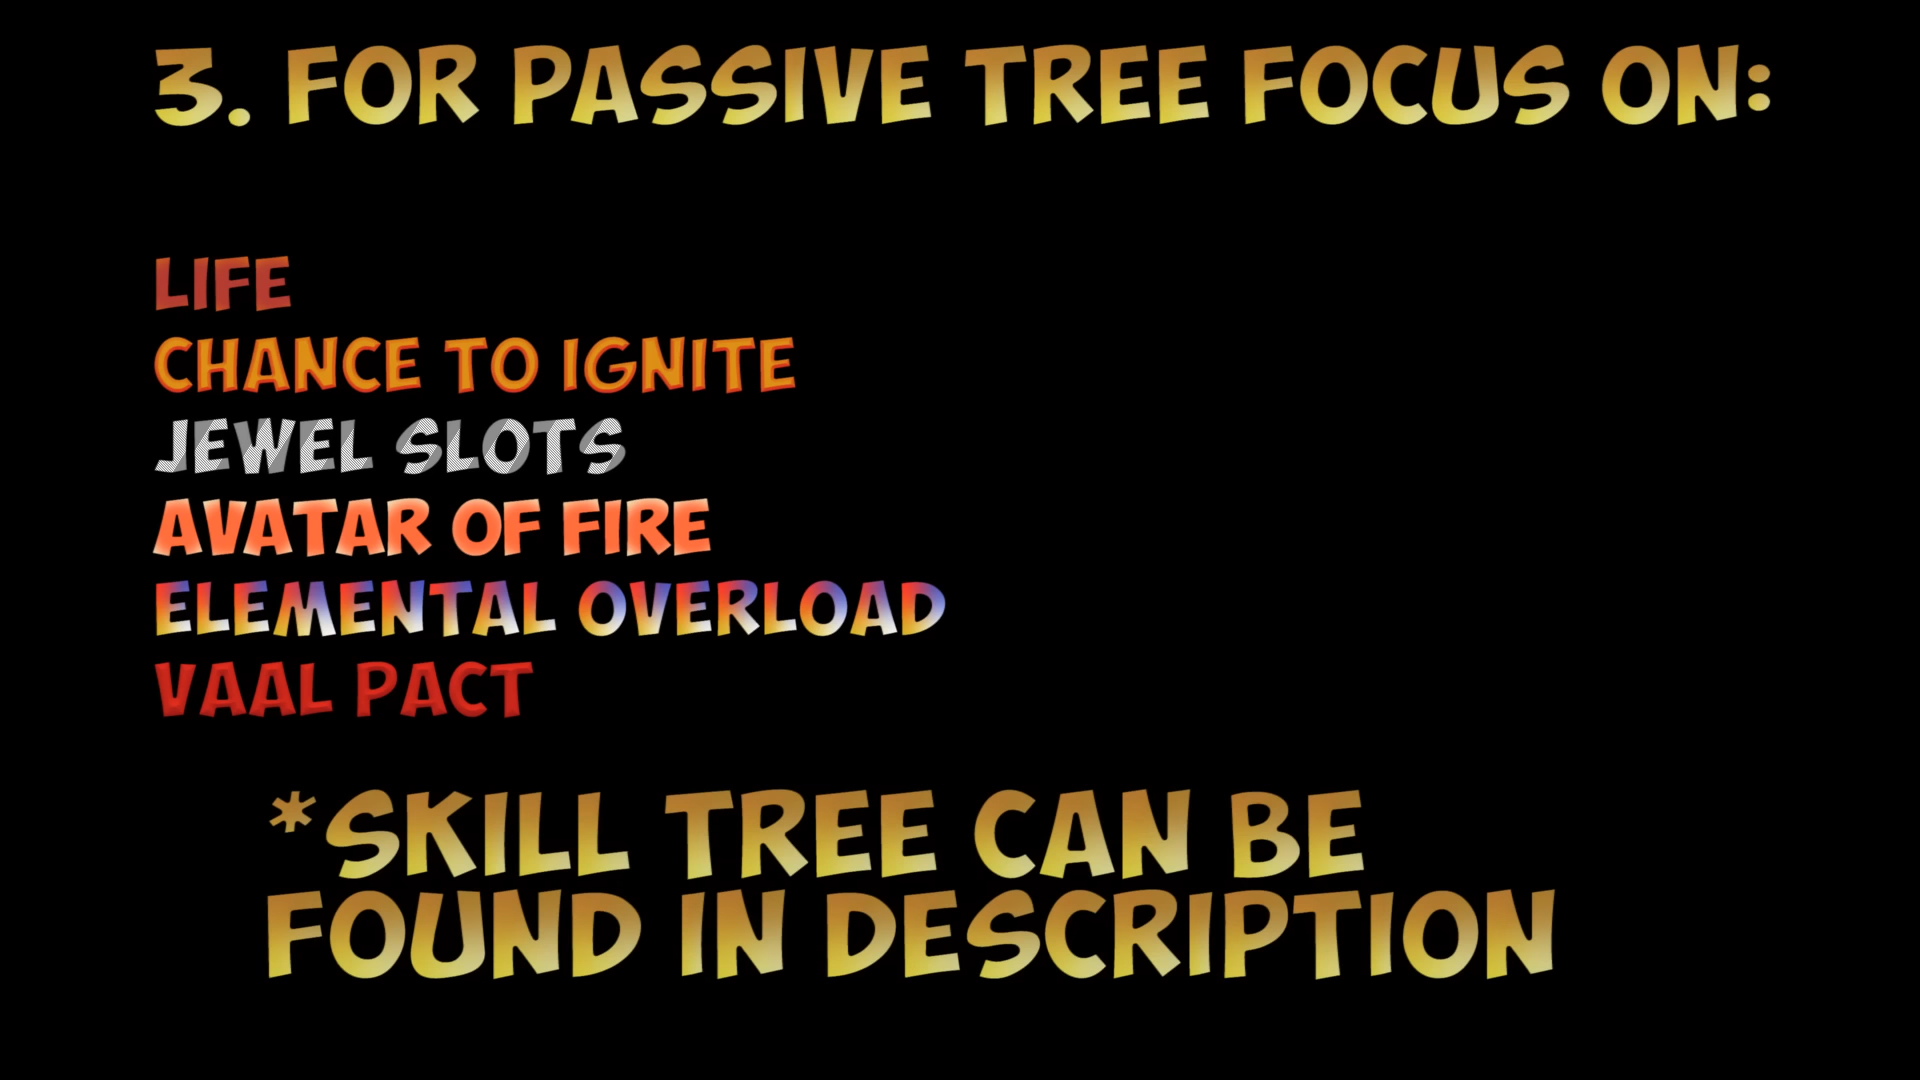 3. FOR PASSIVE TREE FOCUS ON:
LIFE
CHANCE TO IGNITE
JEWEL SLOTS
AVATAR OF FIRE
ELEMENTAL OVERLOAD
VAAL PACT
*SKILL TREE CAN BE
FOUND IN DESCRIPTION